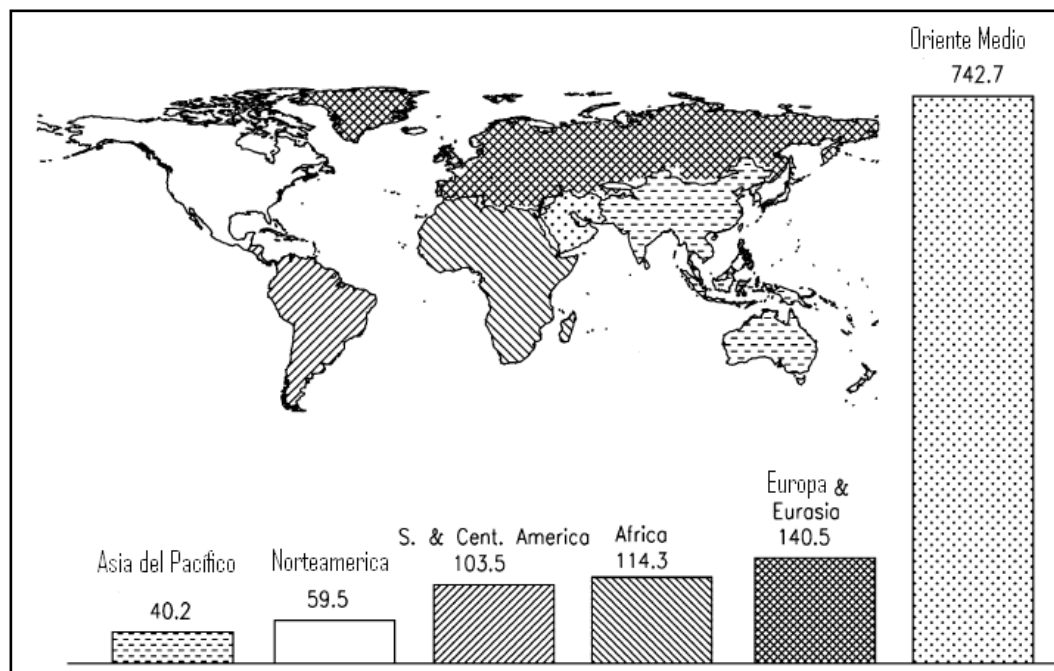 Oriente Medio
742.7
Europa &
Eurasia
140.5
S. & Cent. America
103.5
Africa
114.3
Asia del Pacífico
40.2
Norteamerica
59.5